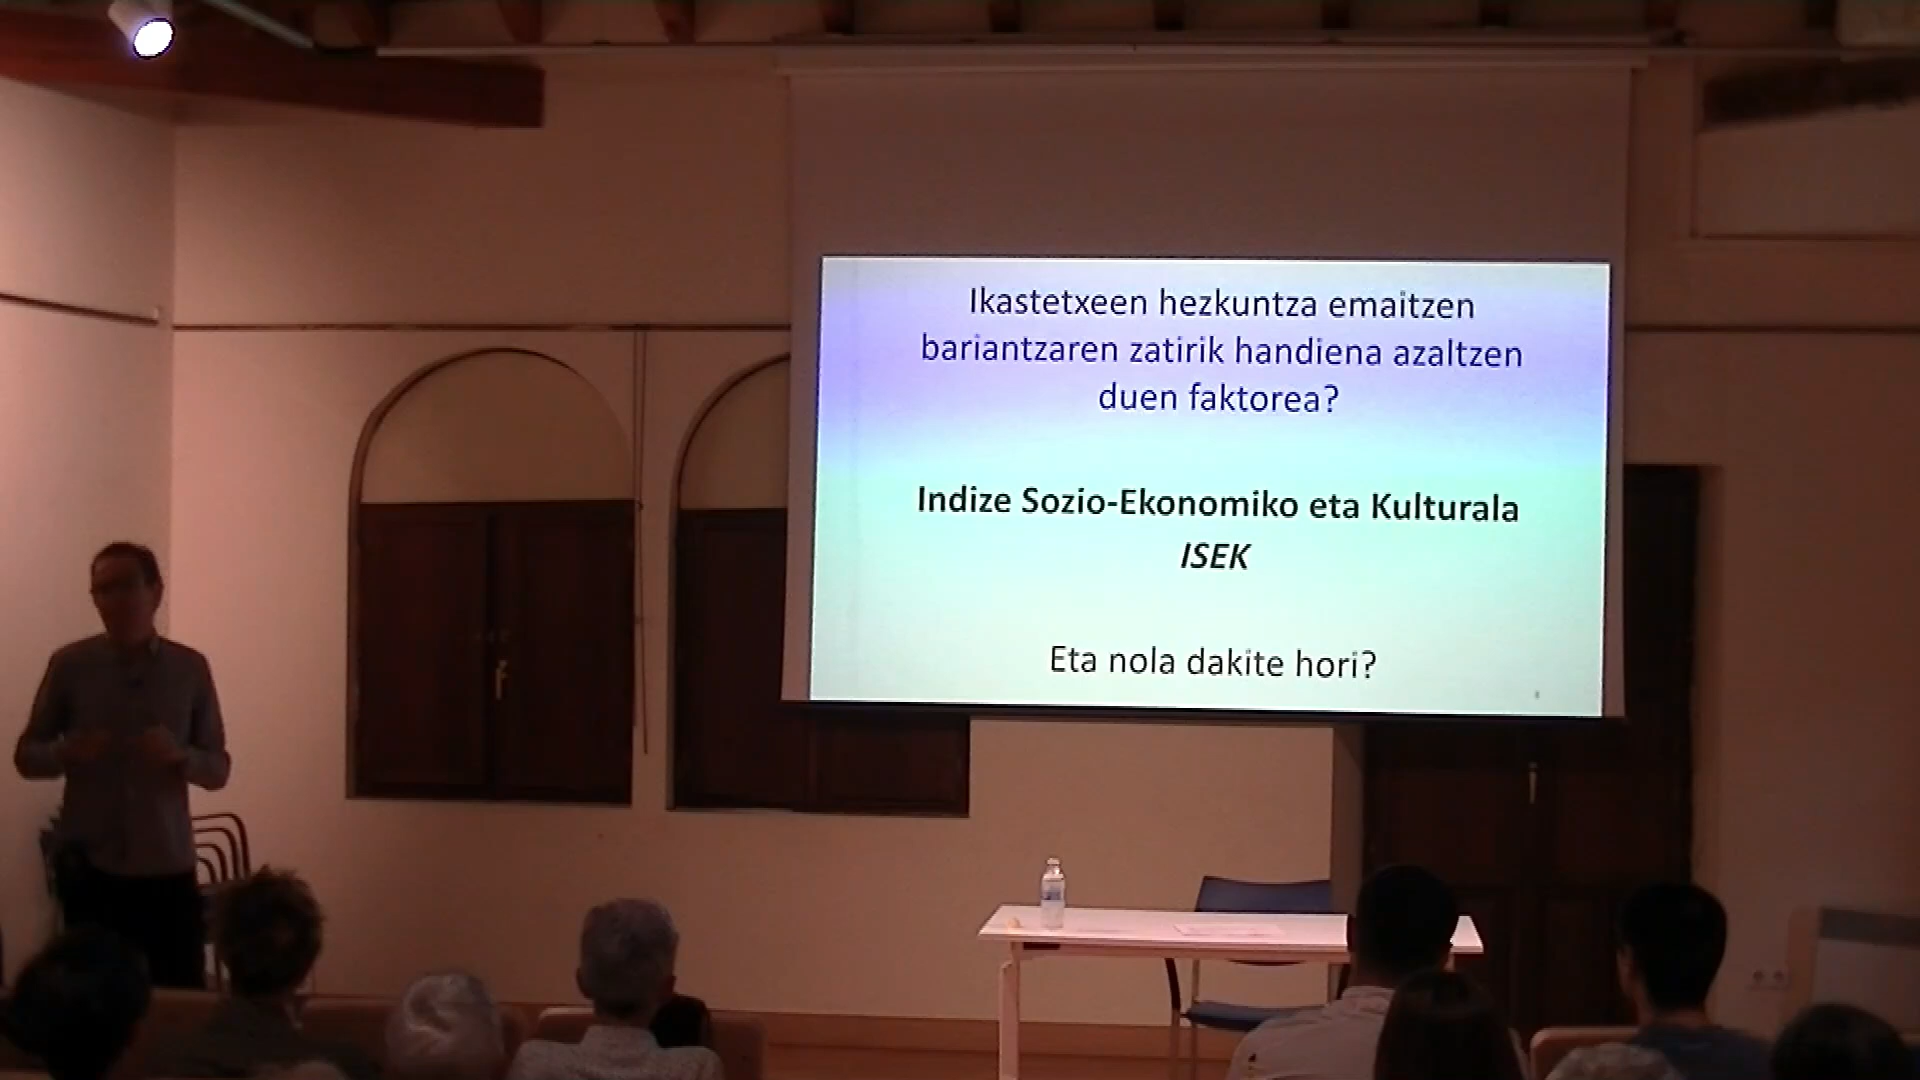 Ikastetxeen hezkuntza emaitzen
bariantzaren zatirik handiena azaltzen
duen faktorea?
Indize Sozio-Ekonomiko eta Kulturala
ISEK
Eta nola dakite hori?